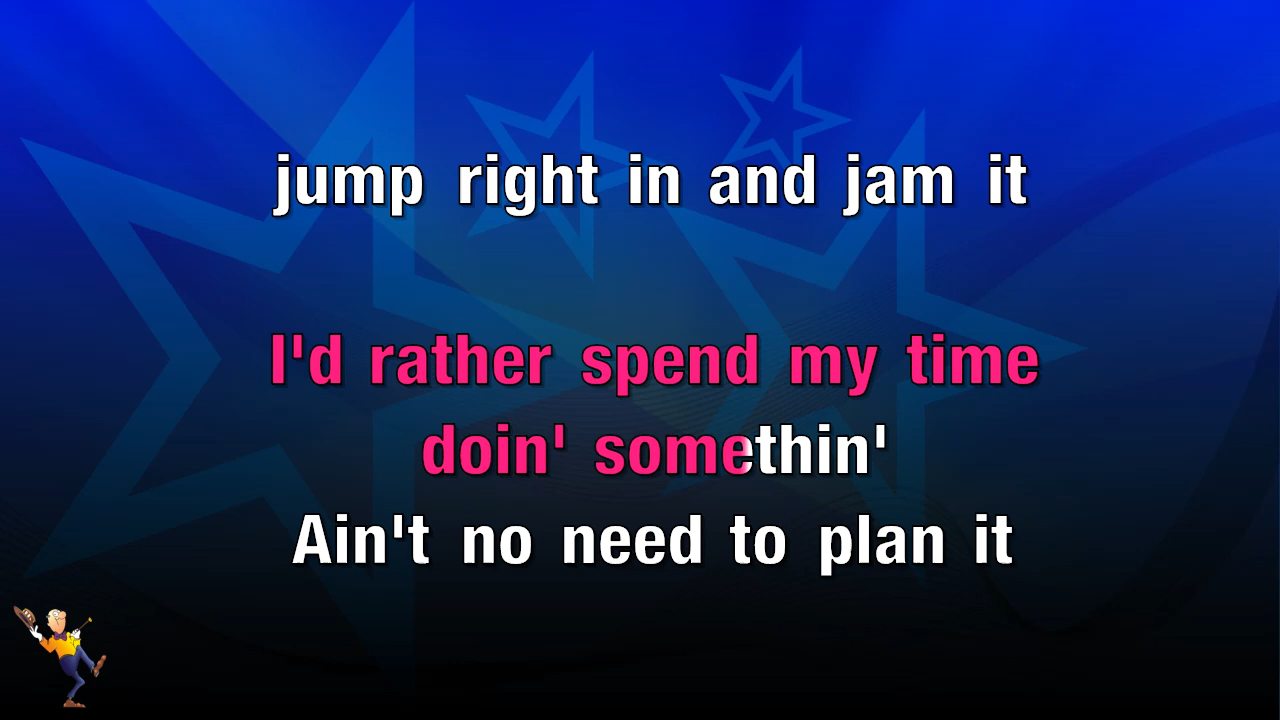 jump right in and jam it
I'd rather spend my time
doin' somethin'
Ain't no need to plan it